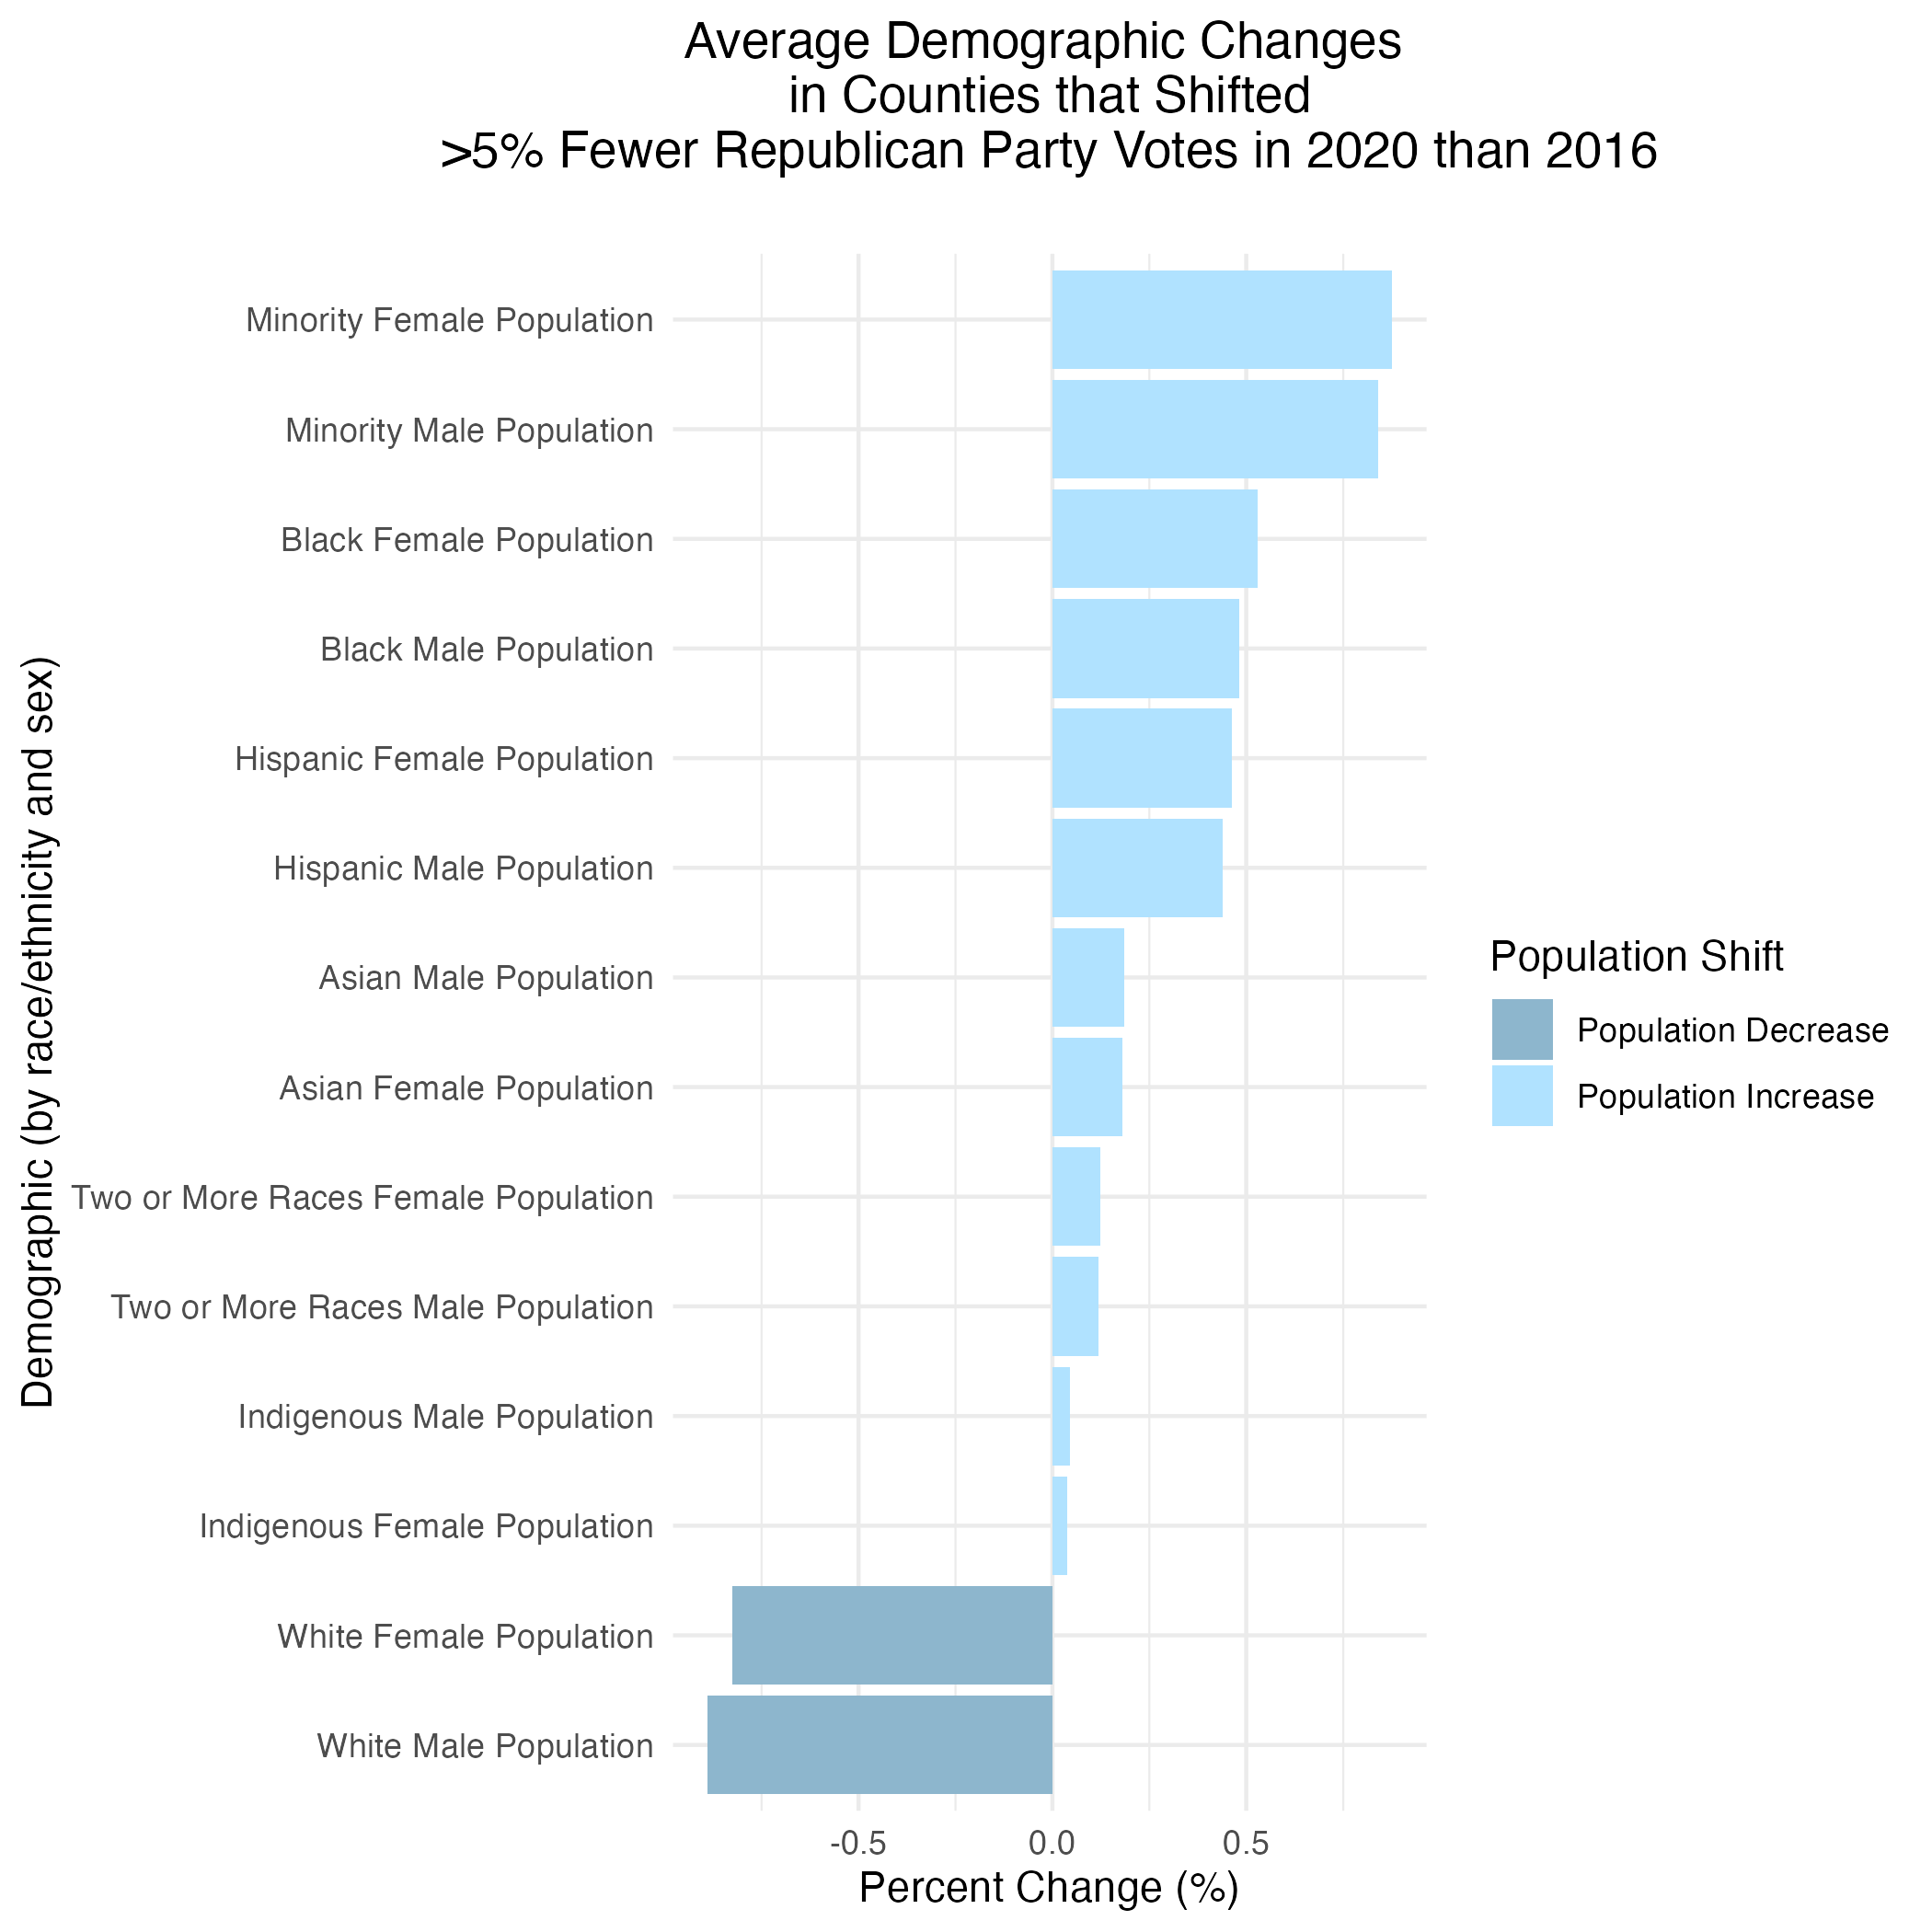 Average Demographic Changes
in Counties that Shifted
>5% Fewer Republican Party Votes in 2020 than 2016
Demographic (by race/ethnicity and sex)
Minority Female Population
Minority Male Population
Black Female Population
Black Male Population
Hispanic Female Population
Hispanic Male Population
Asian Male Population
Asian Female Population
Two or More Races Female Population
Two or More Races Male Population
Indigenous Male Population
Indigenous Female Population
White Female Population
White Male Population
-0.5 0.0 0.5
Percent Change (%)
Population Shift
Population Decrease
Population Increase